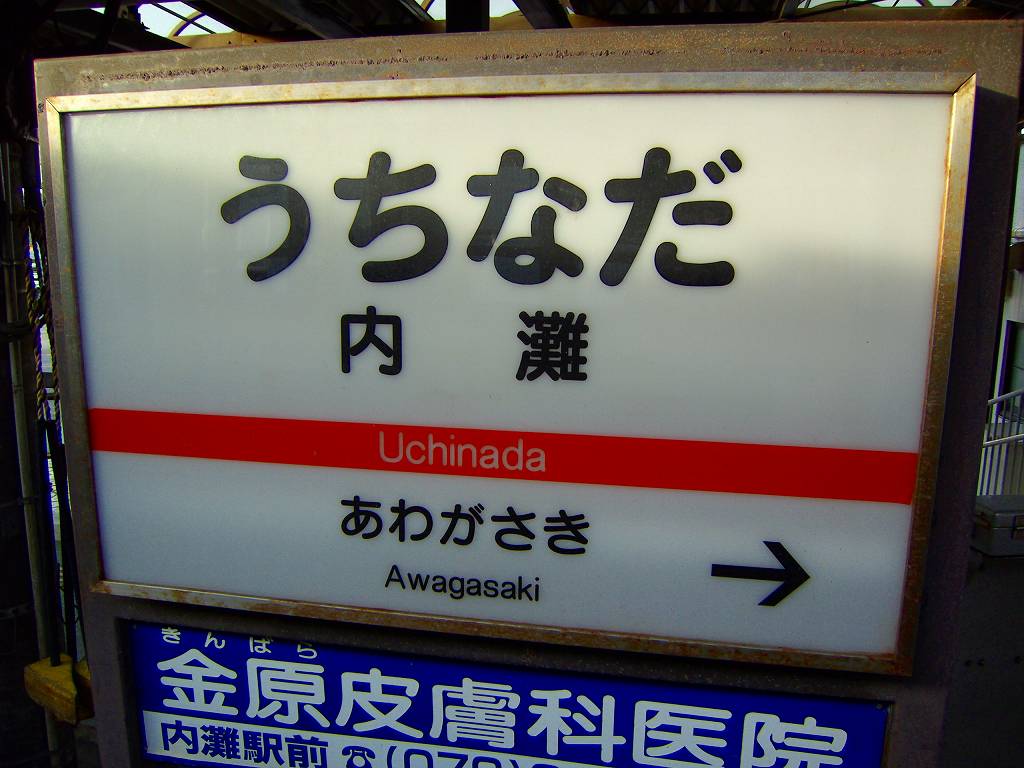 うちなだ
内灘
Uchinada
あわがさき
Awagasaki →
きんばら
金原皮膚科医院
内灘駅前 ☎(076)